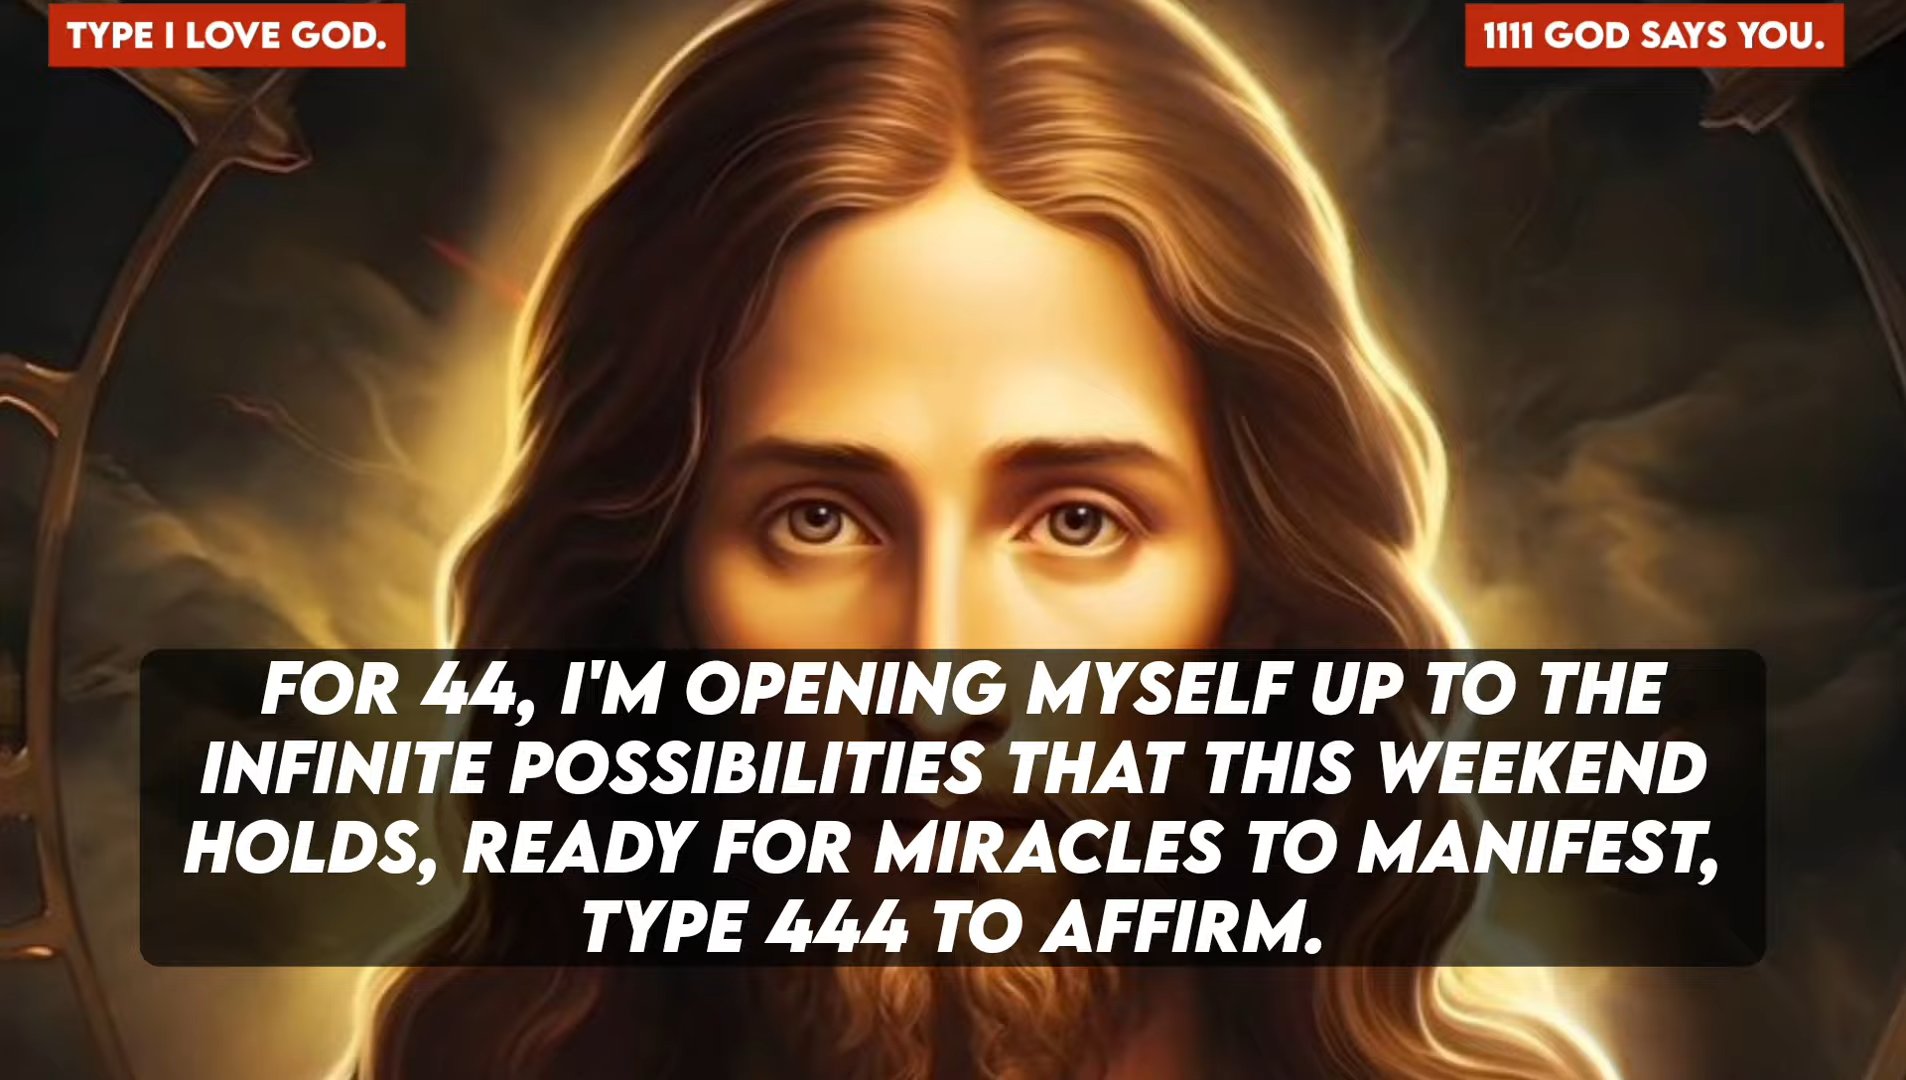 TYPE I LOVE GOD.
1111 GOD SAYS YOU.
FOR 44, I'M OPENING MYSELF UP TO THE
INFINITE POSSIBILITIES THAT THIS WEEKEND
HOLDS, READY FOR MIRACLES TO MANIFEST,
TYPE 444 TO AFFIRM.